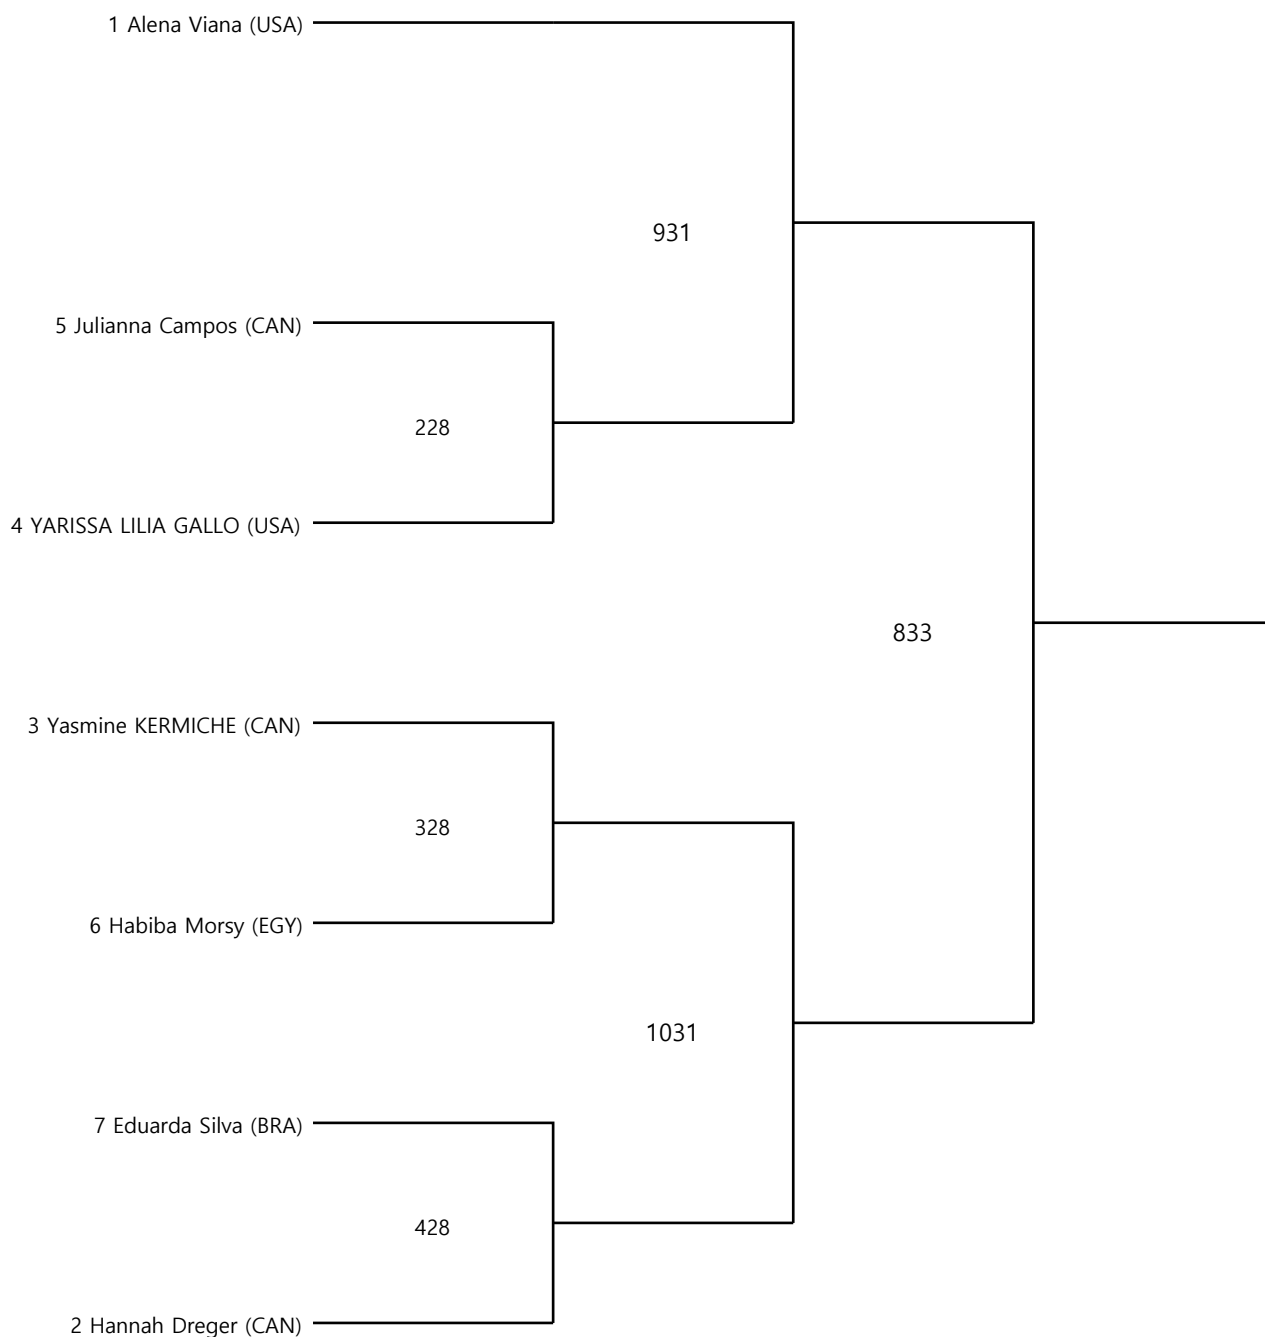 1 Alena Viana (USA)
931
5 Julianna Campos (CAN)
228
4 YARISSA LILIA GALLO (USA)
833
3 Yasmine KERMICHE (CAN)
328
6 Habiba Morsy (EGY)
1031
7 Eduarda Silva (BRA)
428
2 Hannah Dreger (CAN)